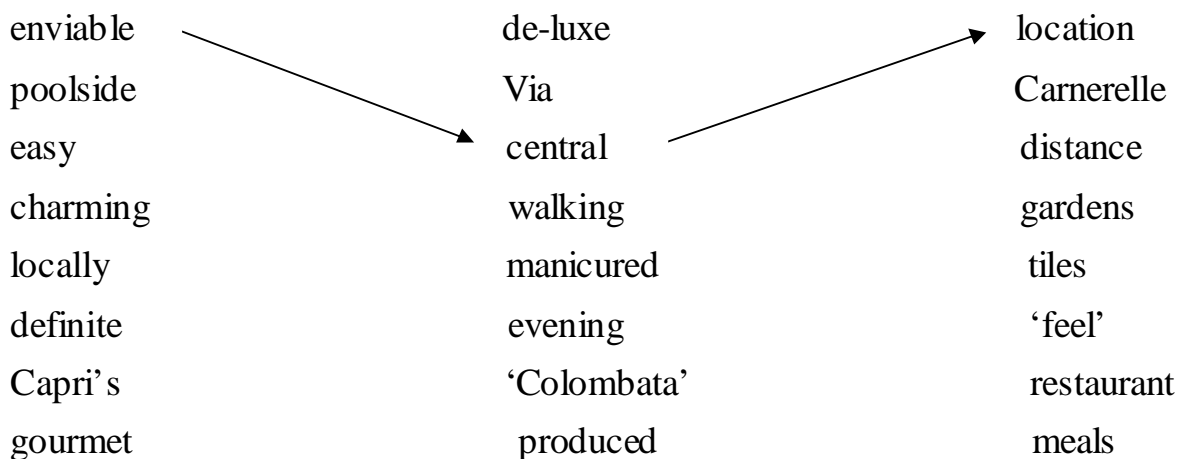 enviable de-luxe location
poolside Via Carnerelle
easy central distance
charming walking gardens
locally manicured tiles
definite evening ‘feel’
Capri’s ‘Colombata’ restaurant
gourmet produced meals